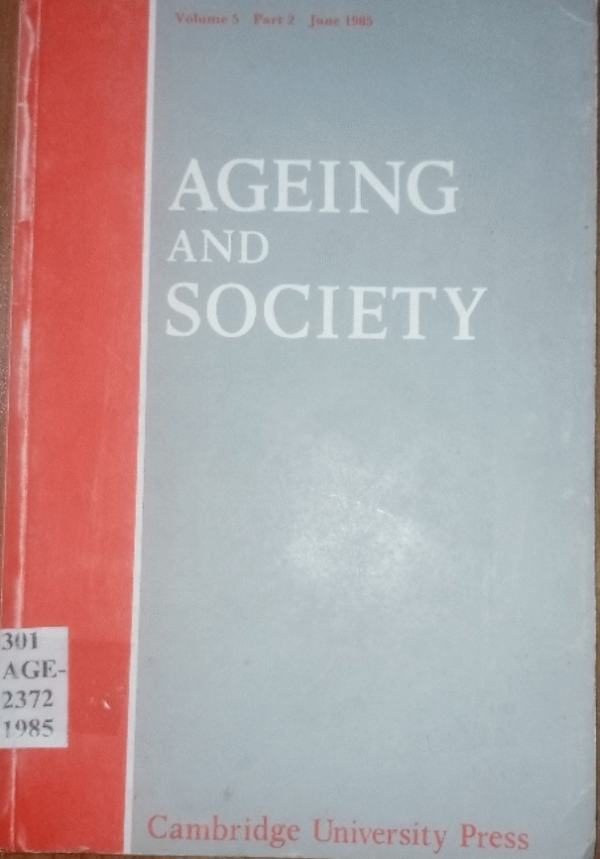 Volume 5 Part 2 June 1985
AGEING
AND
SOCIETY
301
AGE-
2372
1985
Cambridge University Press